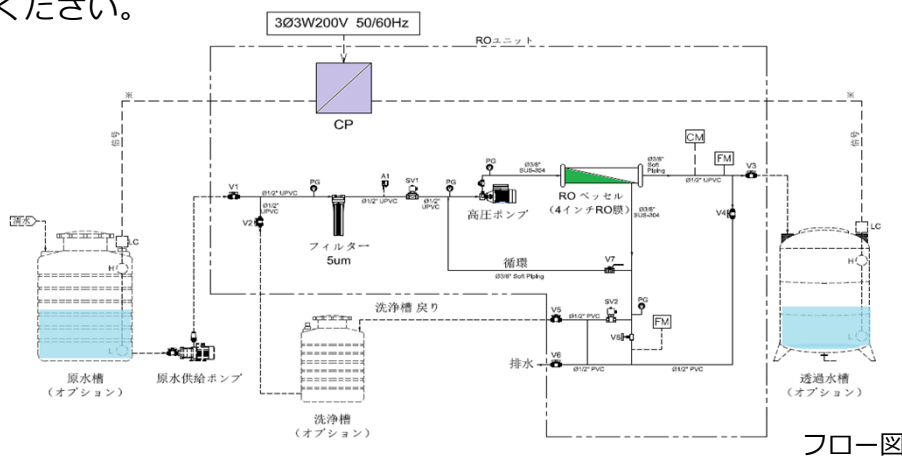 ください。
3Ø3W200V 50/60Hz
ROユニット
※
※
CP
信号
信号
CM
FM
PG
Ø3/8"
SUS-304
Ø3/8"
Soft
Piping
Ø1/2" UPVC
V3
V1
Ø1/2" UPVC
PG
A1
SV1
PG
Ø1/2" UPVC
Ø1/2"
UPVC
Ø1/2"
UPVC
V2
高圧ポンプ
RO ベッセル
(4インチRO膜)
Ø3/8"
SUS-304
V4
フィルター
5um
LC
H
L
LC
H
L
循環
V7
Ø3/8" Soft Piping
洗浄槽 戻り
V5
Ø1/2" PVC
SV2
PG
FM
V8
排水
V6
Ø1/2" PVC
Ø1/2" PVC
原水槽
(オプション)
原水供給ポンプ
洗浄槽
(オプション)
透過水槽
(オプション)
フロー図